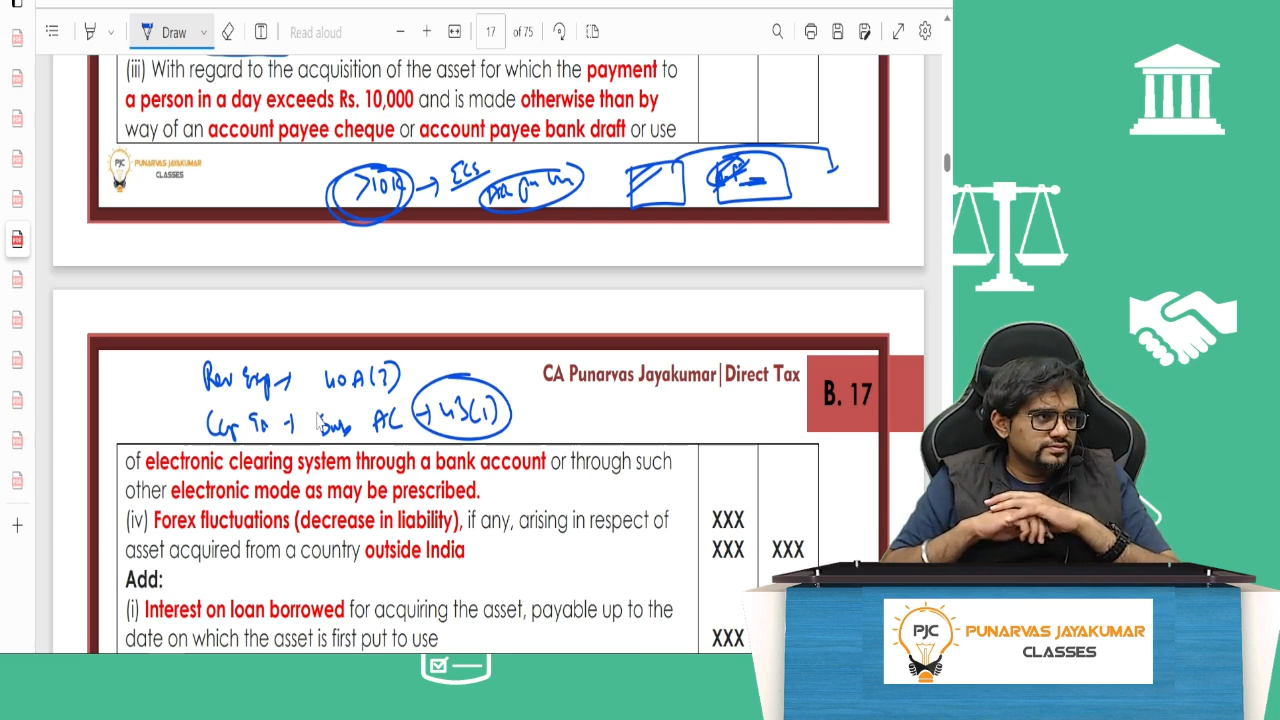 Draw
Read aloud
17 of 75
(iii) With regard to the acquisition of the asset for which the payment to
a person in a day exceeds Rs. 10,000 and is made otherwise than by
way of an account payee cheque or account payee bank draft or use
PJC PUNARVAS JAYAKUMAR
CLASSES
>10K → ECS
Rev Exp → 40A(3)
CA Punarvas Jayakumar|Direct Tax
B. 17
Cap Ex → AC → 43(1)
of electronic clearing system through a bank account or through such
other electronic mode as may be prescribed.
(iv) Forex fluctuations (decrease in liability), if any, arising in respect of
XXX
asset acquired from a country outside India
XXX XXX
Add:
(i) Interest on loan borrowed for acquiring the asset, payable up to the
date on which the asset is first put to use
XXX
PJC PUNARVAS JAYAKUMAR
CLASSES